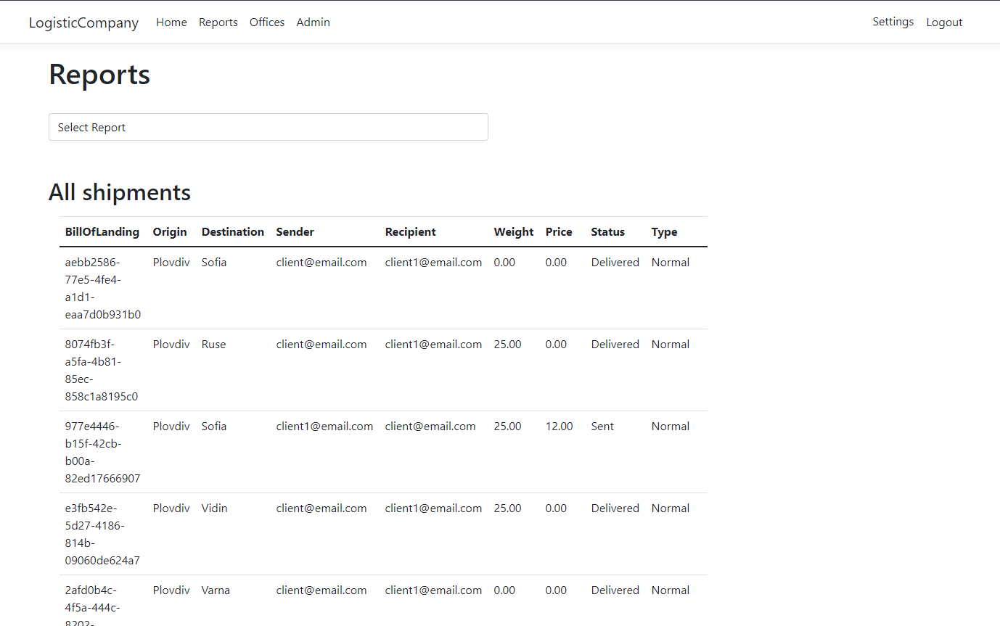 LogisticCompany Home Reports Offices Admin Settings Logout
Reports
Select Report
All shipments
BillOfLanding Origin Destination Sender Recipient Weight Price Status Type
aebb2586- Plovdiv Sofia client@email.com client1@email.com 0.00 0.00 Delivered Normal
77e5-4fe4-
a1d1-
eaa7d0b931b0
8074fb3f- Plovdiv Ruse client@email.com client1@email.com 25.00 0.00 Delivered Normal
a5fa-4b81-
85ec-
858c1a8195c0
977e4446- Plovdiv Sofia client1@email.com client@email.com 25.00 12.00 Sent Normal
b15f-42cb-
b00a-
82ed17666907
e3fb542e- Plovdiv Vidin client@email.com client1@email.com 25.00 0.00 Delivered Normal
5d27-4186-
814b-
09060de624a7
2afd0b4c- Plovdiv Varna client@email.com client1@email.com 0.00 0.00 Delivered Normal
4f5a-444c-
8202-